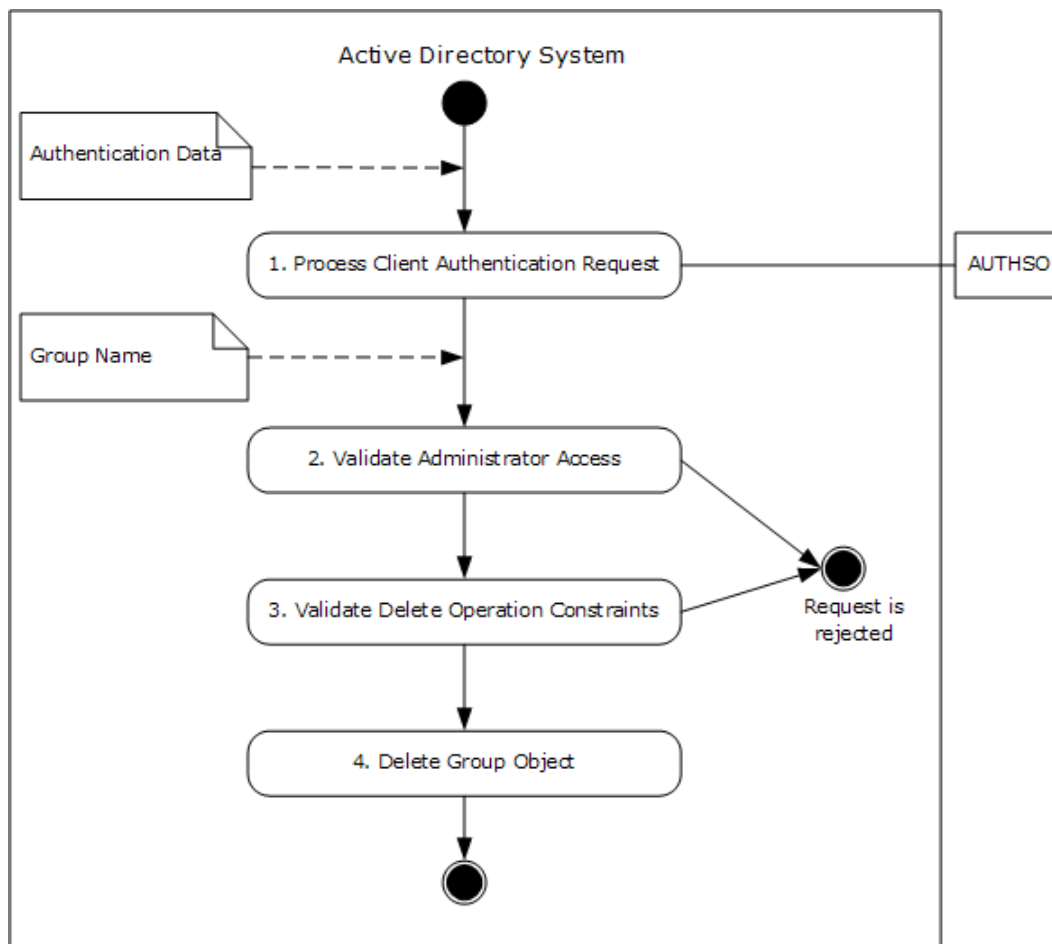 Active Directory System
Authentication Data
1. Process Client Authentication Request
AUTHSO
Group Name
2. Validate Administrator Access
3. Validate Delete Operation Constraints
Request is
rejected
4. Delete Group Object